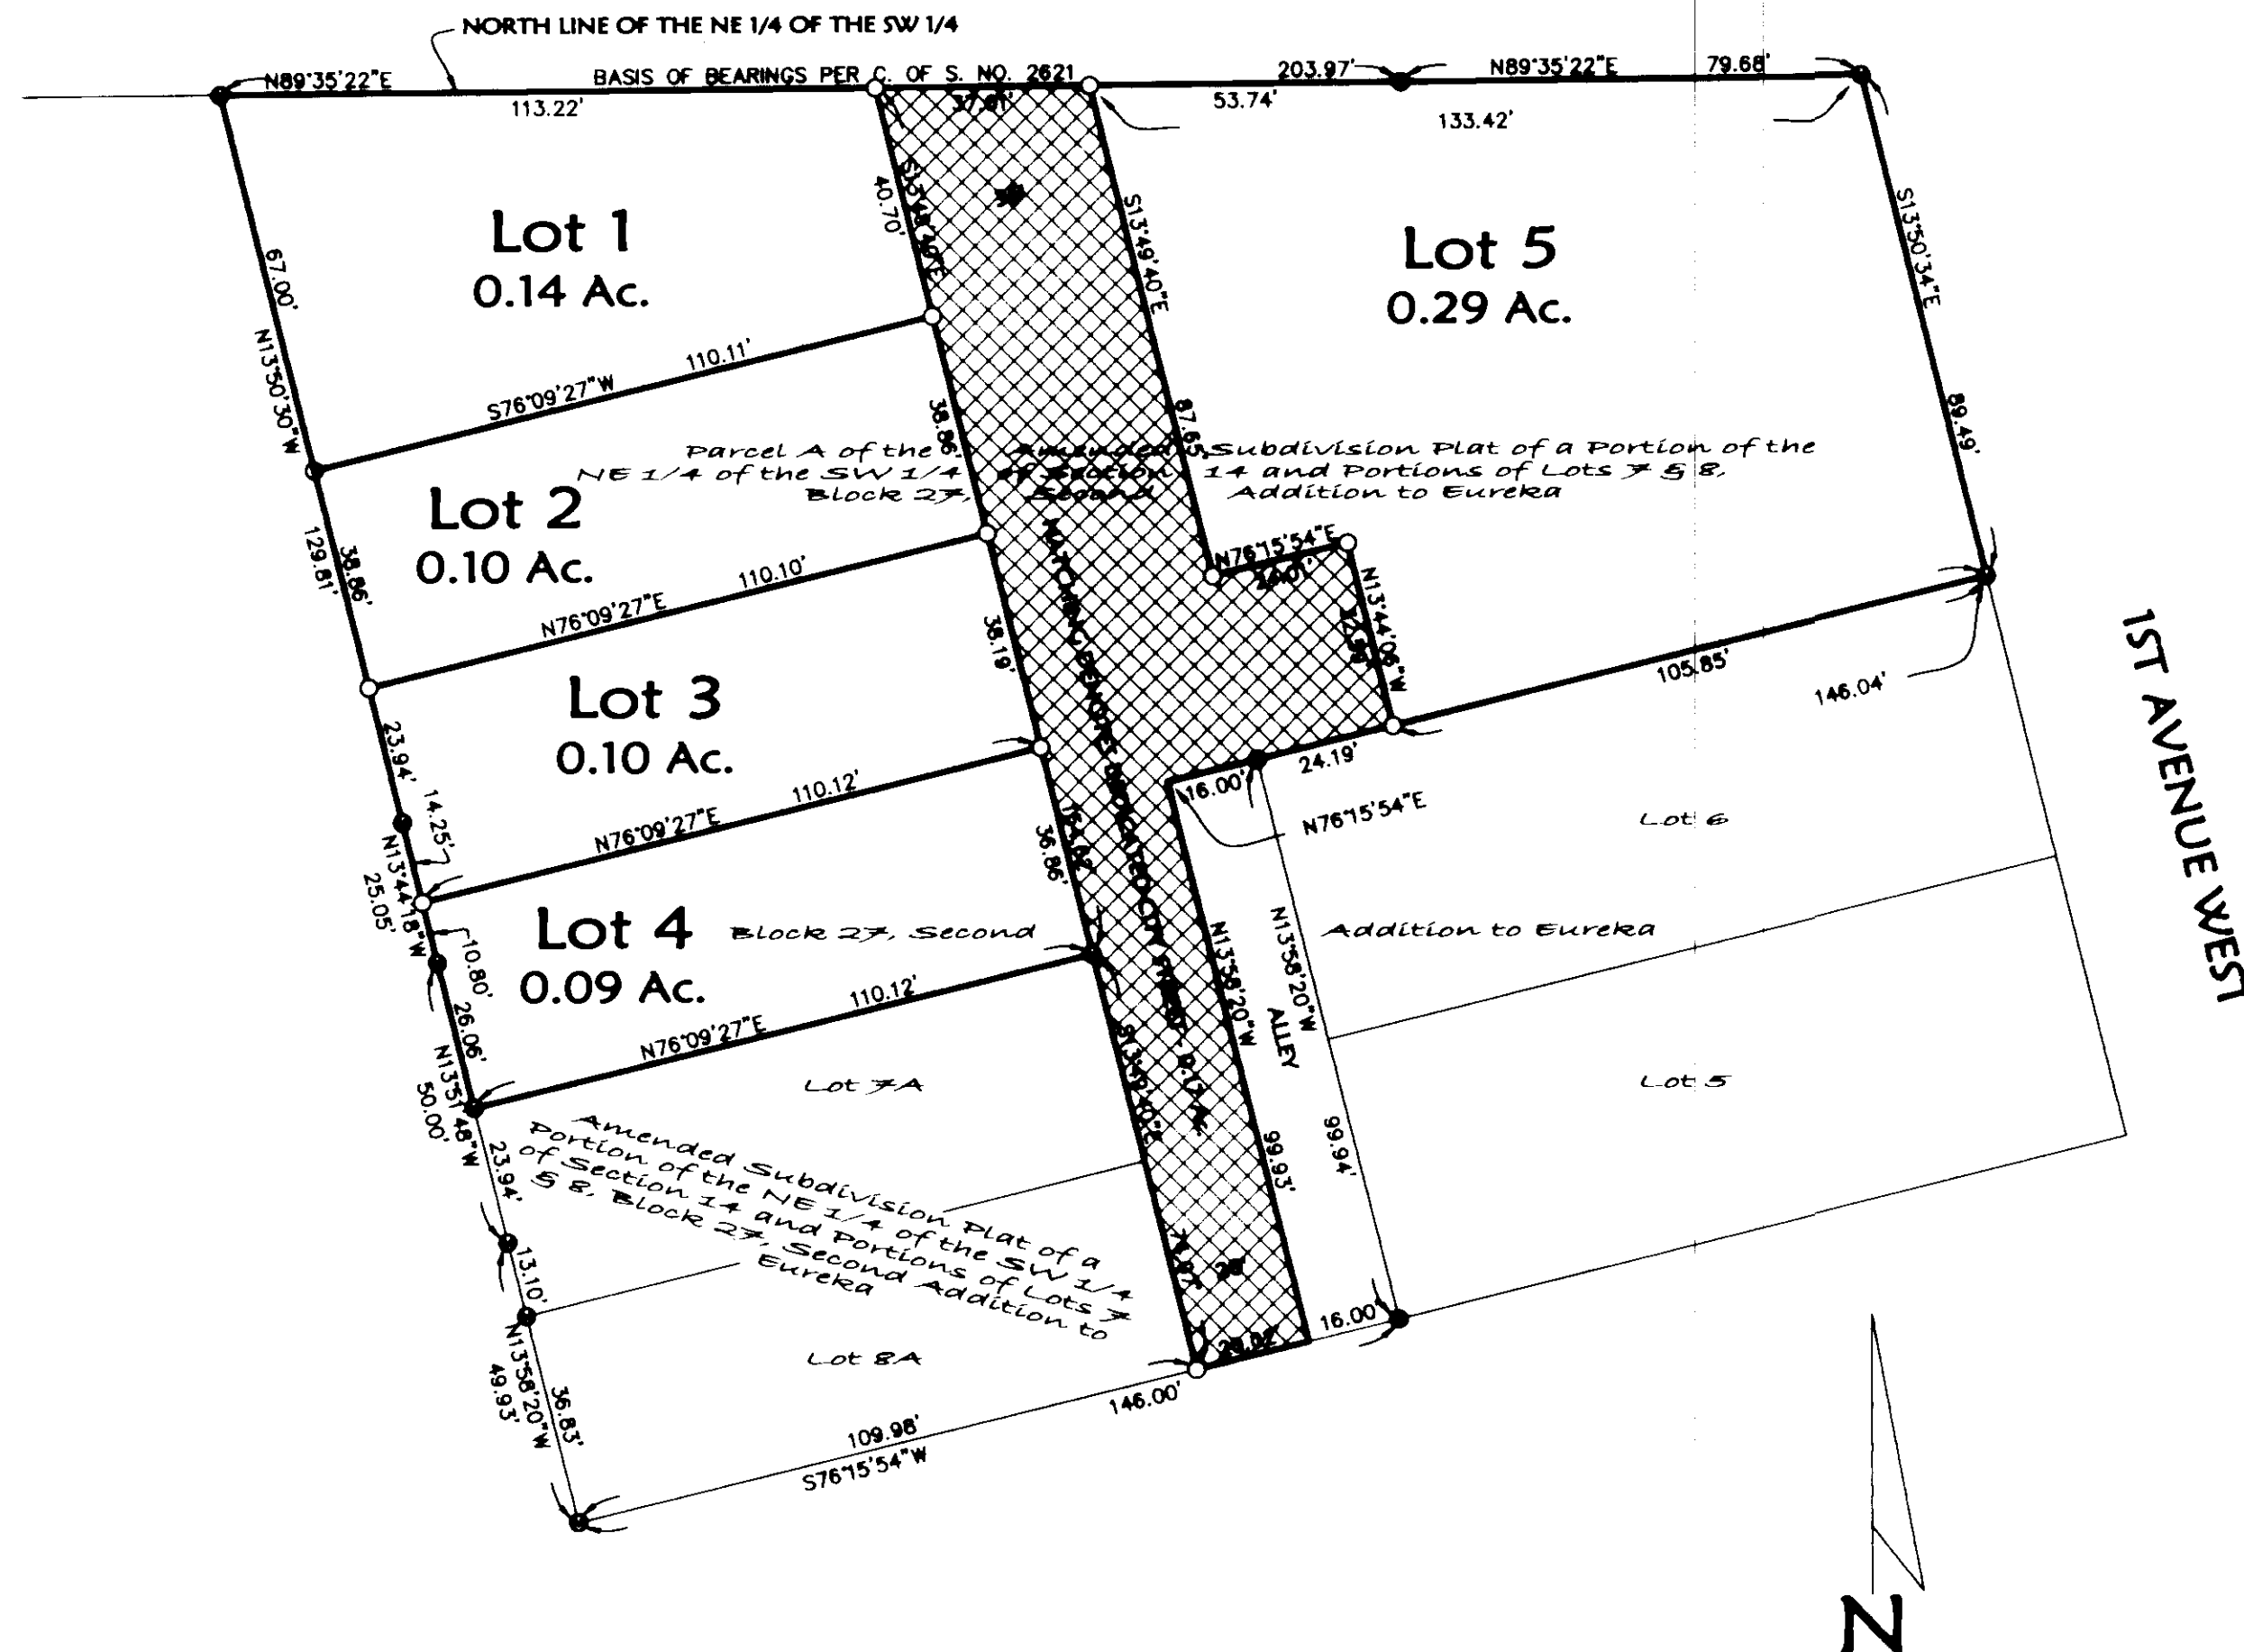 NORTH LINE OF THE NE 1/4 OF THE SW 1/4
N89°35'22"E
BASIS OF BEARINGS PER C. OF S. NO. 2621
203.97'
N89°35'22"E
79.68'
113.22'
53.74'
133.42'
40.70'
S13°49'40"E
S13°50'34"E
Lot 1
0.14 Ac.
Lot 5
0.29 Ac.
67.00'
N13°50'30"W
110.11'
S76°09'27"W
38.86'
87.65'
89.49'
Parcel A of the Amended Subdivision Plat of a Portion of the
NE 1/4 of the SW 1/4 of Section 14 and Portions of Lots 7 & 8,
Block 27, Second Addition to Eureka
Lot 2
0.10 Ac.
129.81'
38.86'
110.10'
N76°09'27"E
N76°15'54"E
N13°44'06"W
38.19'
105.85'
146.04'
1ST AVENUE WEST
Lot 3
0.10 Ac.
23.94'
14.25'
110.12'
N76°09'27"E
16.00'
24.19'
N76°15'54"E
Lot 6
N13°44'18"W
25.05'
36.86'
Lot 4
0.09 Ac.
Block 27, Second
Addition to Eureka
10.80'
26.06'
110.12'
N76°09'27"E
N13°58'20"W
N13°58'20"W
ALLEY
N13°51'48"W
50.00'
Lot 7A
Lot 5
S13°49'40"E
99.93'
99.94'
23.94'
Amended Subdivision Plat of a
Portion of the NE 1/4 of the SW 1/4
of Section 14 and Portions of Lots 7
& 8, Block 27, Second Addition to
Eureka
13.10'
20'
16.00'
N13°58'20"W
49.93'
36.83'
Lot 8A
146.00'
109.98'
S76°15'54"W
N